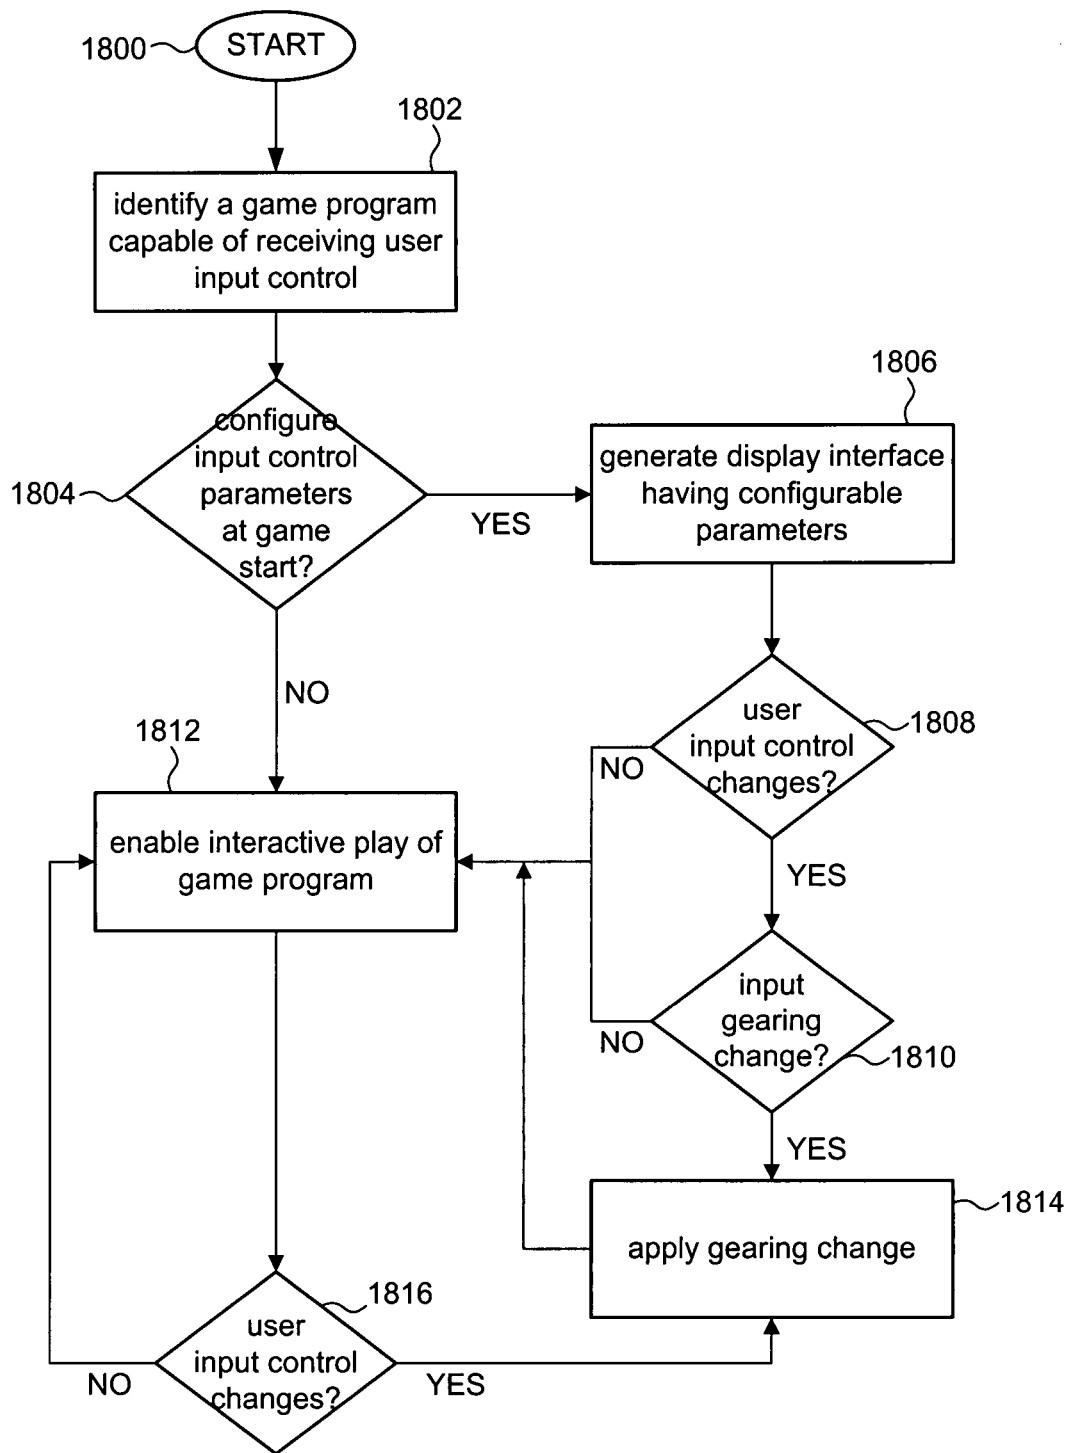 1800
START
1802
identify a game program
capable of receiving user
input control
1804
configure
input control
parameters
at game
start?
YES
NO
1806
generate display interface
having configurable
parameters
1808
user
input control
changes?
NO
YES
1812
enable interactive play of
game program
input
gearing
change?
1810
NO
YES
1814
apply gearing change
1816
user
input control
changes?
NO
YES